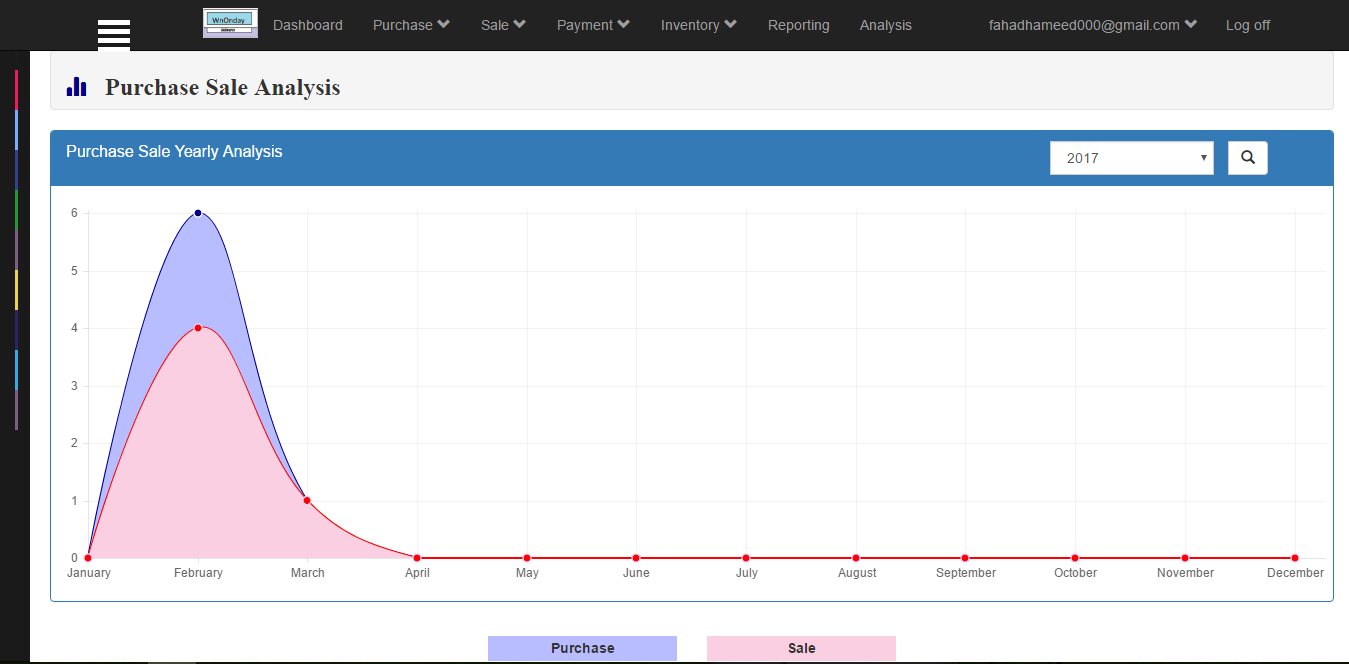 WinOnday Dashboard Purchase Sale Payment Inventory Reporting Analysis fahadhameed000@gmail.com Log off
Purchase Sale Analysis
Purchase Sale Yearly Analysis 2017
6
5
4
3
2
1
0
January February March April May June July August September October November December
Purchase Sale